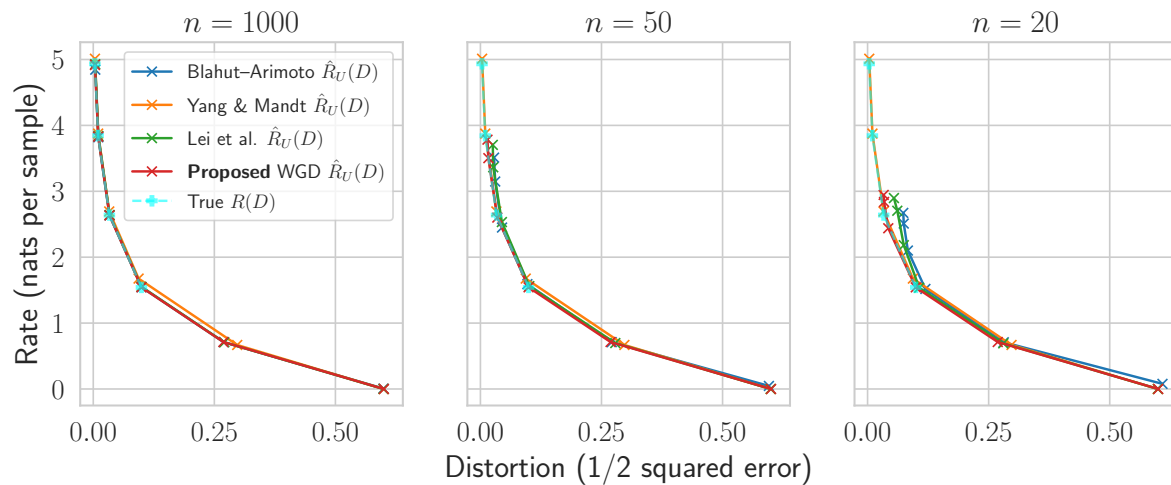 n = 1000
n = 50
n = 20
Rate (nats per sample)
5
4
3
2
1
0
Blahut–Arimoto R̂_U(D)
Yang & Mandt R̂_U(D)
Lei et al. R̂_U(D)
Proposed WGD R̂_U(D)
True R(D)
0.00 0.25 0.50
0.00 0.25 0.50
0.00 0.25 0.50
Distortion (1/2 squared error)